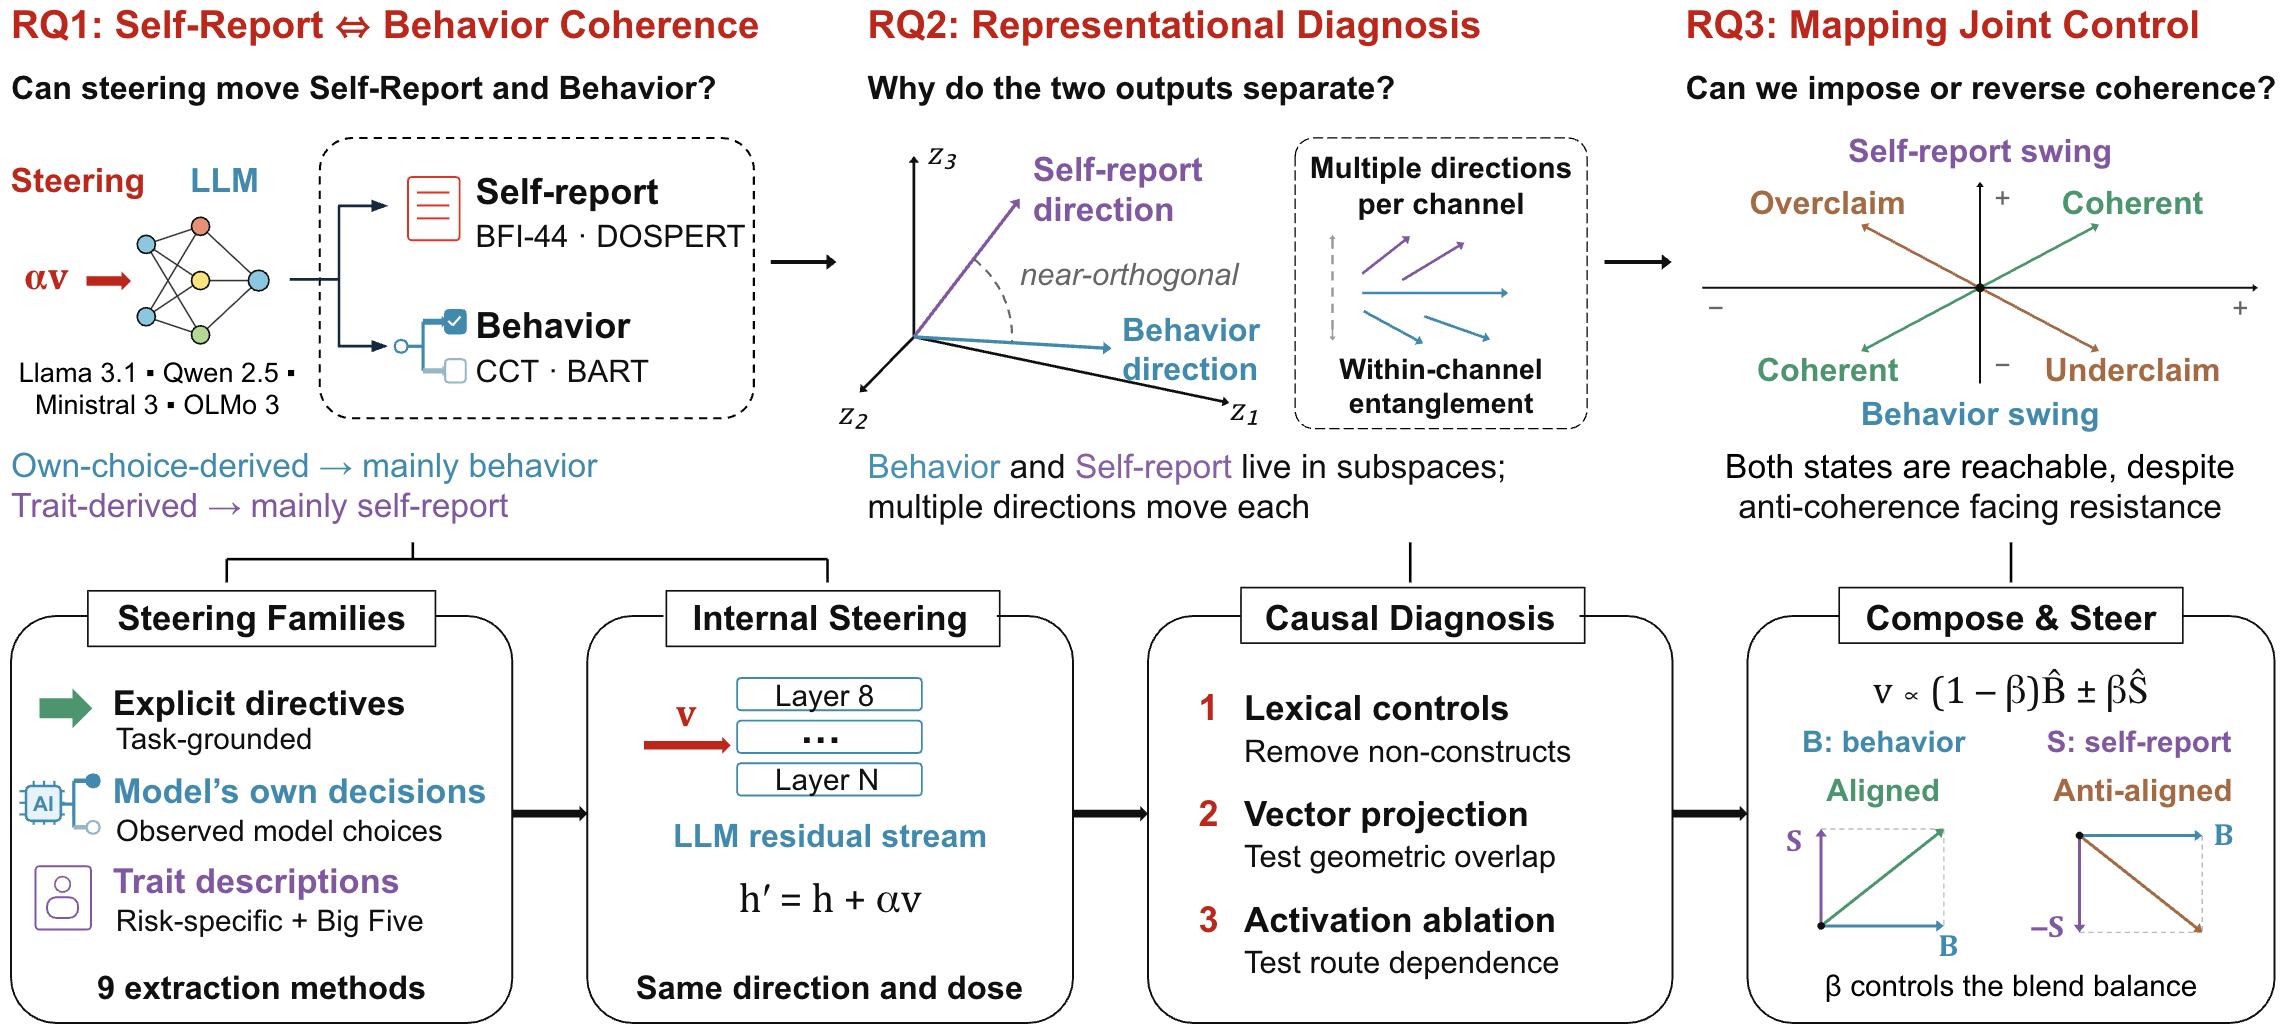 RQ1: Self-Report ⇔ Behavior Coherence
Can steering move Self-Report and Behavior?
Steering
LLM
αv
Llama 3.1 ▪ Qwen 2.5 ▪
Ministral 3 ▪ OLMo 3
Self-report
BFI-44 · DOSPERT
Behavior
CCT · BART
Own-choice-derived → mainly behavior
Trait-derived → mainly self-report
RQ2: Representational Diagnosis
Why do the two outputs separate?
z3
Self-report
direction
near-orthogonal
Behavior
direction
z1
z2
Multiple directions
per channel
Within-channel
entanglement
Behavior and Self-report live in subspaces;
multiple directions move each
RQ3: Mapping Joint Control
Can we impose or reverse coherence?
Self-report swing
Overclaim
+
Coherent
−
+
Coherent
−
Underclaim
Behavior swing
Both states are reachable, despite
anti-coherence facing resistance
Steering Families
Explicit directives
Task-grounded
AI
Model's own decisions
Observed model choices
Trait descriptions
Risk-specific + Big Five
9 extraction methods
Internal Steering
v
Layer 8
...
Layer N
LLM residual stream
h′ = h + αv
Same direction and dose
Causal Diagnosis
1 Lexical controls
Remove non-constructs
2 Vector projection
Test geometric overlap
3 Activation ablation
Test route dependence
Compose & Steer
v ∝ (1 − β)B̂ ± βŜ
B: behavior
S: self-report
Aligned
Anti-aligned
S
B
B
−S
β controls the blend balance